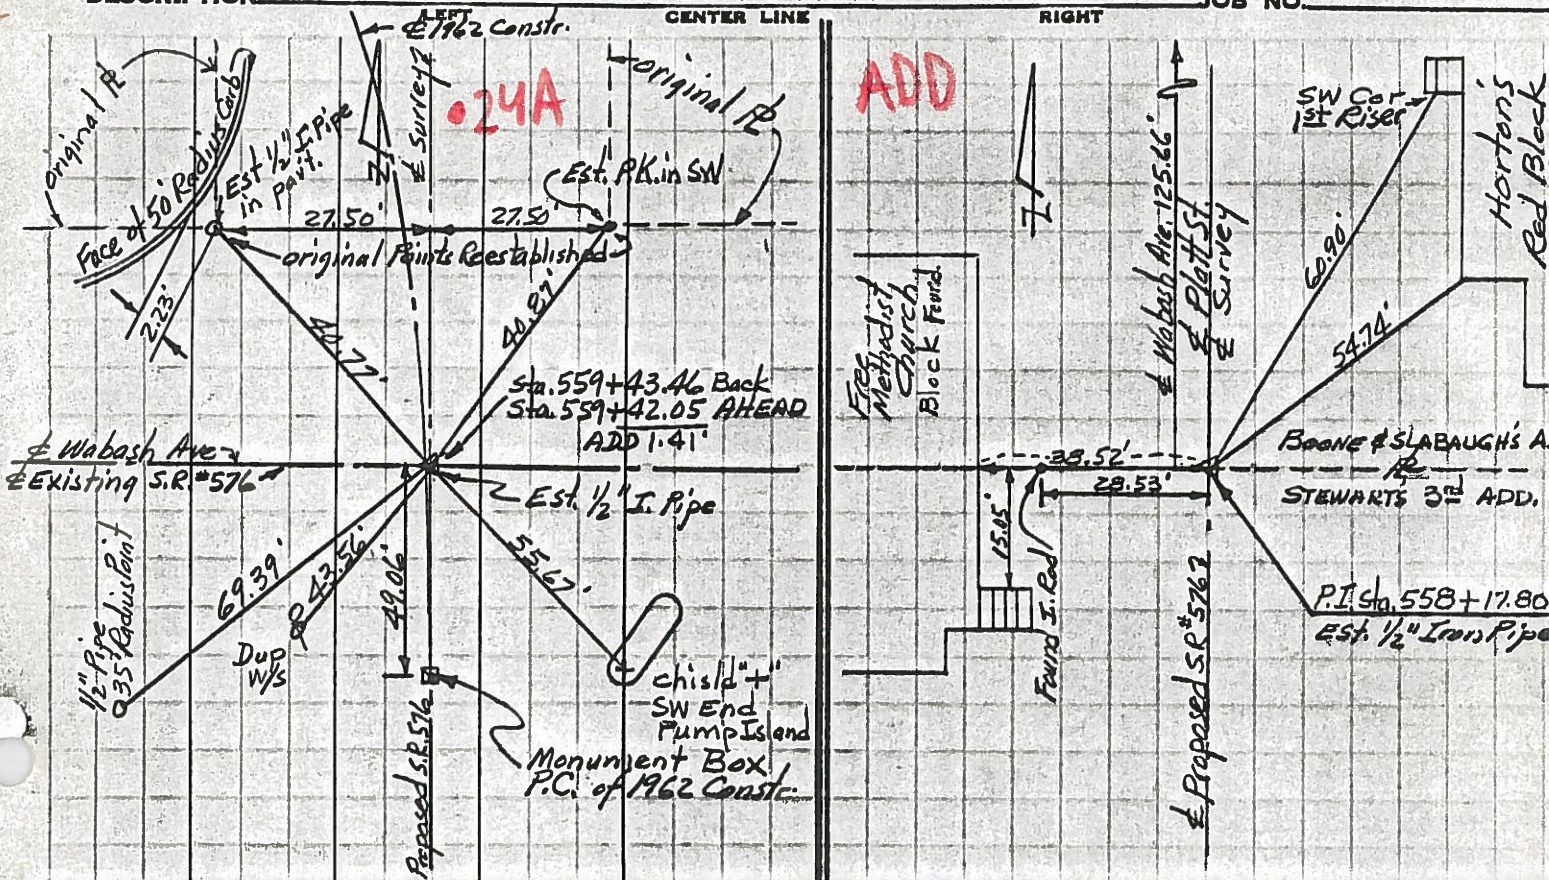 DESCRIPTION
JOB NO.
LEFT
CENTER LINE
RIGHT
℄ 1962 Constr.
℄ Survey
.24A
original ℞
original ℞
Face of 50' Radius Curb
Est ½" I. Pipe
in pav't.
Est. P.K. in SW
27.50'
27.50'
original Points Reestablished
2.23'
40.77'
40.87'
Sta. 559+43.46 Back
Sta. 559+42.05 AHEAD
ADD 1.41'
℄ Wabash Ave
℄ Existing S.R. #576
Est. ½" I. Pipe
69.39'
43.56'
49.06'
55.67'
½" Pipe
35' Radius Point
Dup
W/s
chisl'd "+"
SW End
Pump Island
Monument Box
P.C. of 1962 Constr.
Proposed S.R. 576
ADD
SW Cor
1st Riser
Horton's
Red Block
℄ Wabash Ave. 125.66'
℄ Platt St.
℄ Survey
60.90'
54.74'
Free
Methodist
Church
Block Found.
38.52'
28.53'
15.05'
Found I. Rod
BOONE & SLABAUGH'S A
℞
STEWART'S 3rd ADD.
P.I. Sta. 558+17.80
Est. ½" Iron Pipe
℄ Proposed S.R. #576